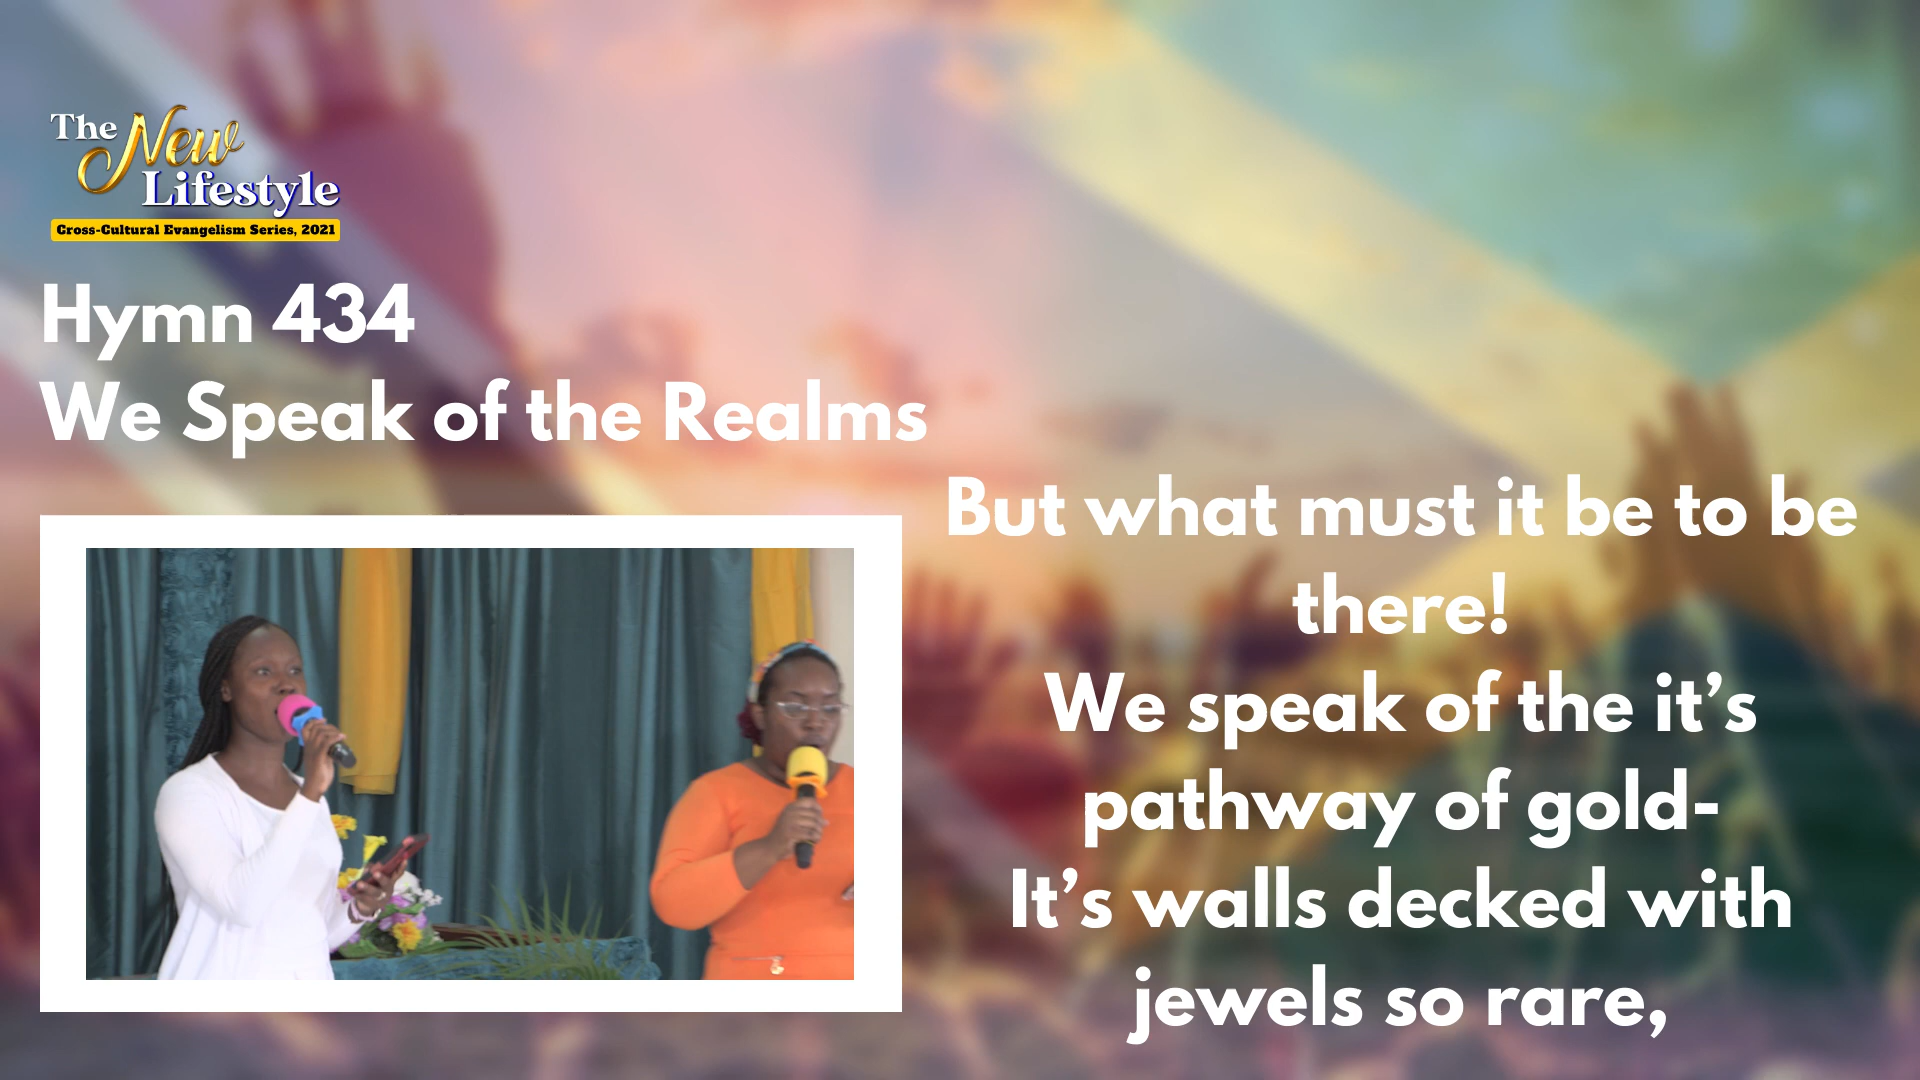 The New
Lifestyle
Cross-Cultural Evangelism Series, 2021
Hymn 434
We Speak of the Realms
But what must it be to be
there!
We speak of the it’s
pathway of gold-
It’s walls decked with
jewels so rare,